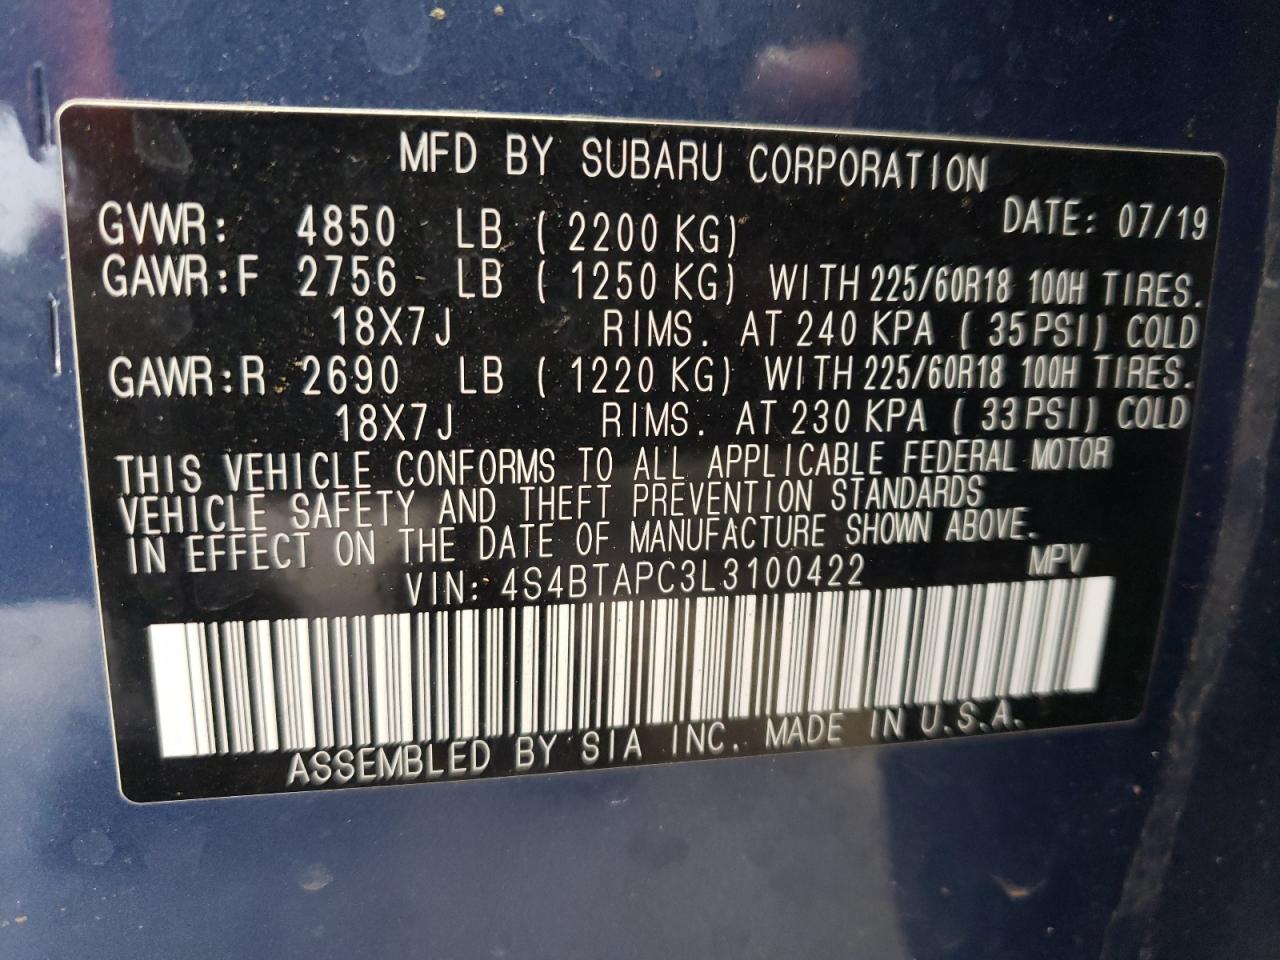 MFD BY SUBARU CORPORATION
DATE: 07/19
GVWR: 4850 LB ( 2200 KG)
GAWR:F 2756 LB ( 1250 KG) WITH 225/60R18 100H TIRES.
18X7J RIMS. AT 240 KPA ( 35PSI) COLD
GAWR:R 2690 LB ( 1220 KG) WITH 225/60R18 100H TIRES.
18X7J RIMS. AT 230 KPA ( 33PSI) COLD
THIS VEHICLE CONFORMS TO ALL APPLICABLE FEDERAL MOTOR
VEHICLE SAFETY AND THEFT PREVENTION STANDARDS
IN EFFECT ON THE DATE OF MANUFACTURE SHOWN ABOVE.
VIN: 4S4BTAPC3L3100422 MPV
ASSEMBLED BY SIA INC. MADE IN U.S.A.